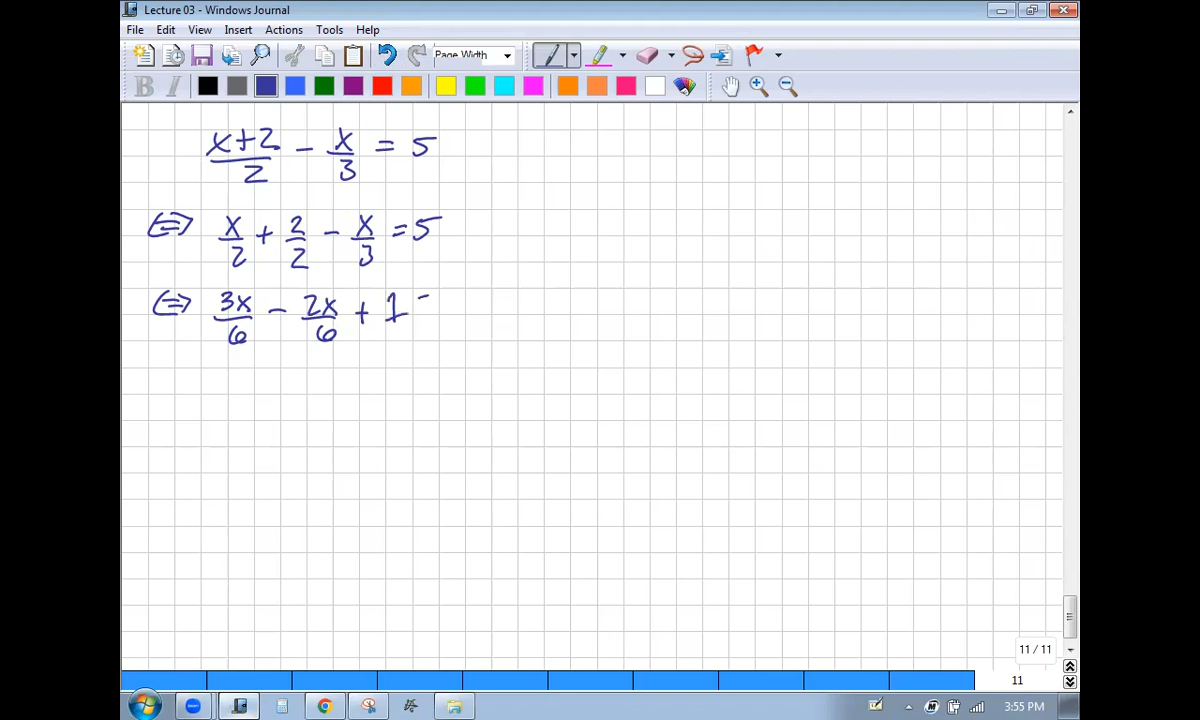 Lecture 03 - Windows Journal
File Edit View Insert Actions Tools Help
Page Width
B I
x+2/2 - x/3 = 5
⟺ x/2 + 2/2 - x/3 = 5
⟺ 3x/6 - 2x/6 + 1 -
11 / 11
11
3:55 PM